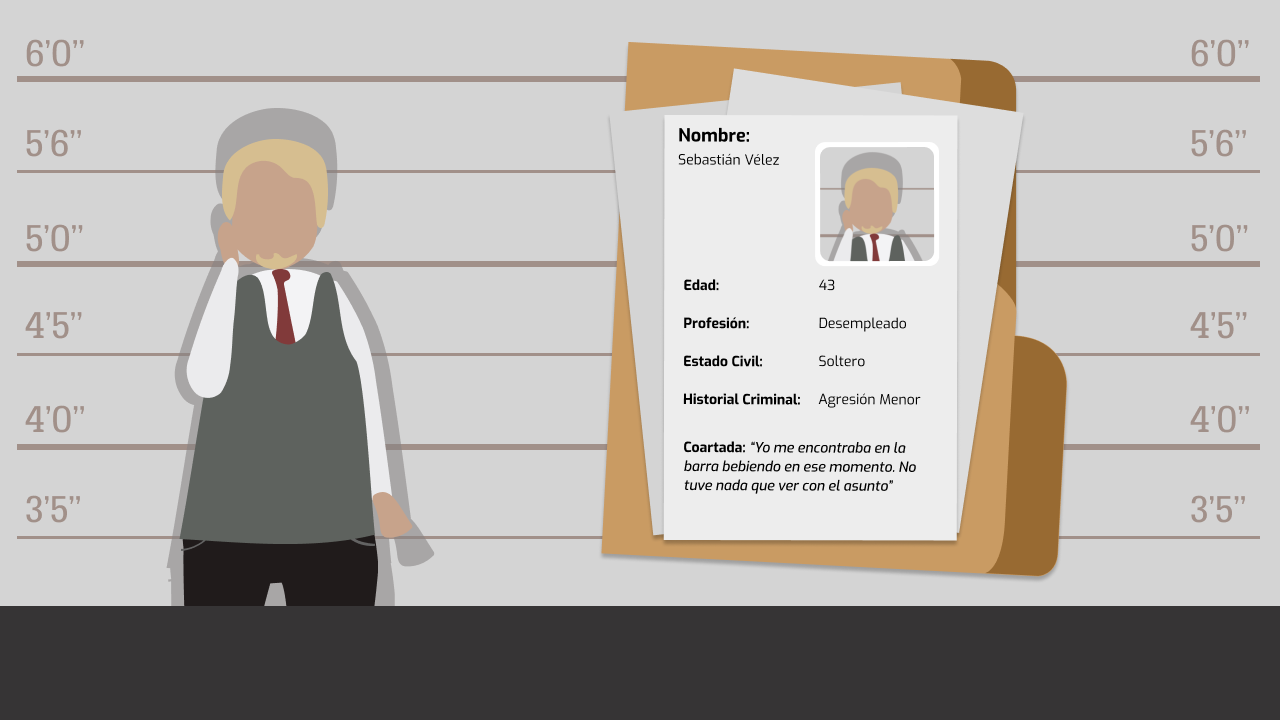 6’0”
5’6”
5’0”
4’5”
4’0”
3’5”
Nombre:
Sebastián Vélez
Edad: 43
Profesión: Desempleado
Estado Civil: Soltero
Historial Criminal: Agresión Menor
Coartada: “Yo me encontraba en la
barra bebiendo en ese momento. No
tuve nada que ver con el asunto”
6’0”
5’6”
5’0”
4’5”
4’0”
3’5”